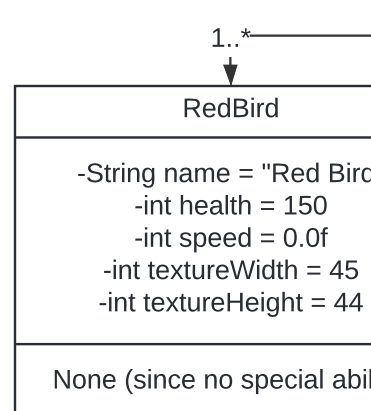 1..*
RedBird
-String name = "Red Bird
-int health = 150
-int speed = 0.0f
-int textureWidth = 45
-int textureHeight = 44
None (since no special